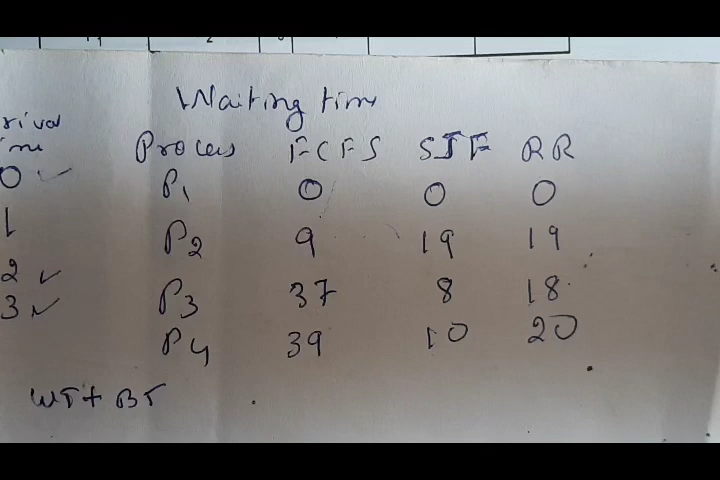 Waiting time
rival
Process FCFS SJF RR
0 ✓ P1 0 0 0
1 P2 9 19 19
2 ✓ P3 37 8 18
3 ✓ P4 39 10 20
WT + BT